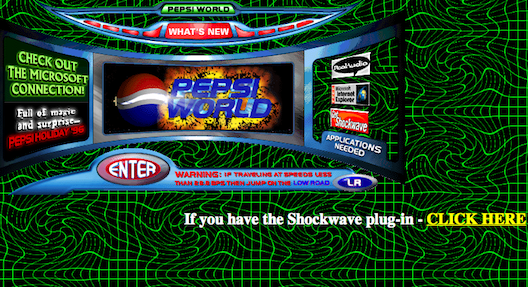 PEPSI WORLD
WHAT'S NEW
CHECK OUT
THE MICROSOFT
CONNECTION!
Full of magic
and surprise—
PEPSI HOLIDAY '96
PEPSI
WORLD
RealAudio
Microsoft
Internet
Explorer
Shockwave
APPLICATIONS
NEEDED
ENTER
WARNING: IF TRAVELING AT SPEEDS LESS
THAN 28.8 BPS THEN JUMP ON THE LOW ROAD
LR
If you have the Shockwave plug-in - CLICK HERE